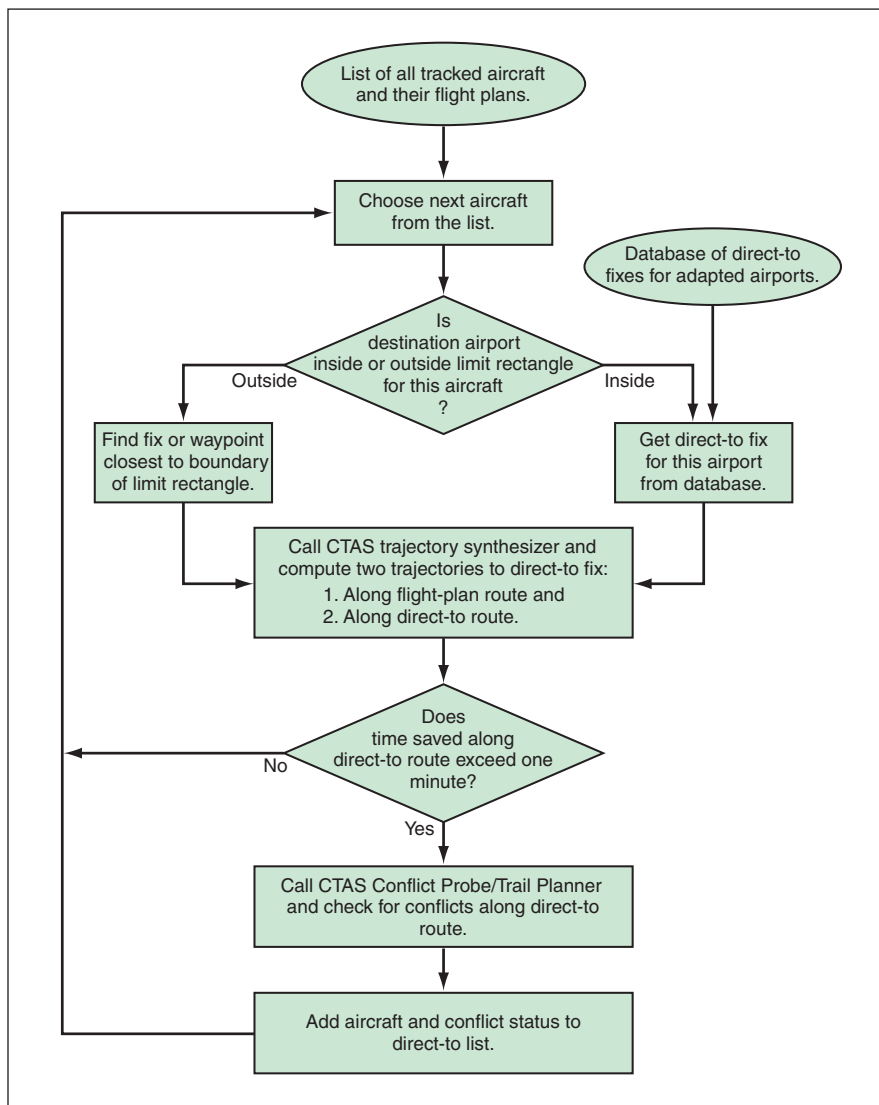 List of all tracked aircraft
and their flight plans.
Choose next aircraft
from the list.
Database of direct-to
fixes for adapted airports.
Is
destination airport
inside or outside limit rectangle
for this aircraft
?
Outside
Inside
Find fix or waypoint
closest to boundary
of limit rectangle.
Get direct-to fix
for this airport
from database.
Call CTAS trajectory synthesizer and
compute two trajectories to direct-to fix:
1. Along flight-plan route and
2. Along direct-to route.
Does
time saved along
direct-to route exceed one
minute?
No
Yes
Call CTAS Conflict Probe/Trail Planner
and check for conflicts along direct-to
route.
Add aircraft and conflict status to
direct-to list.